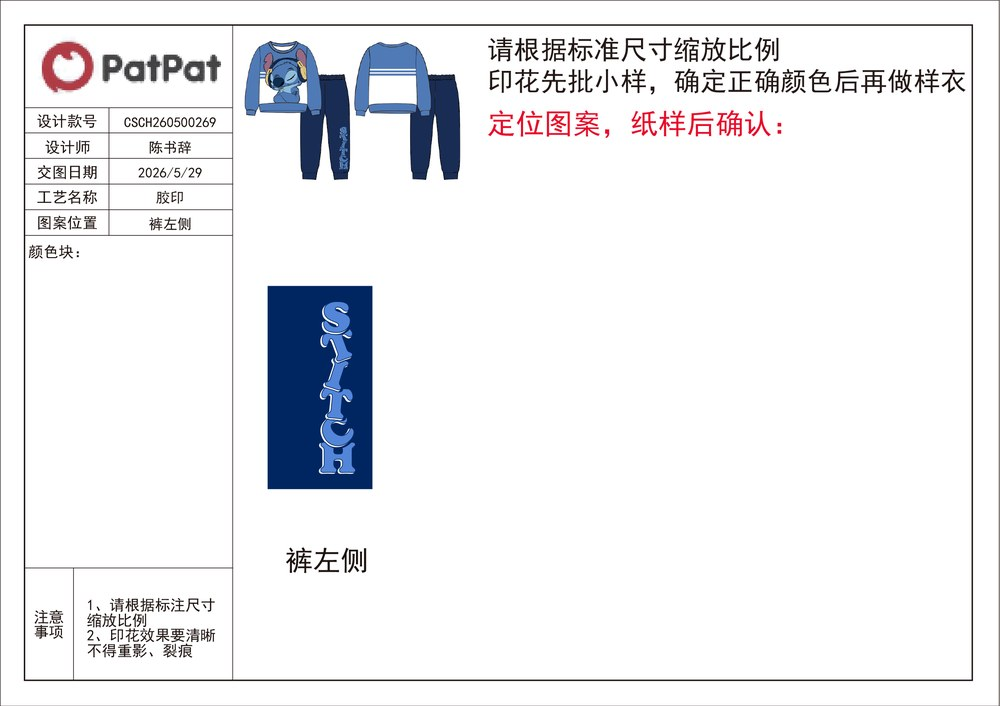 PatPat
设计款号 CSCH260500269
设计师 陈书辞
交图日期 2026/5/29
工艺名称 胶印
图案位置 裤左侧
颜色块：
注意事项
1、请根据标注尺寸
缩放比例
2、印花效果要清晰
不得重影、裂痕
请根据标准尺寸缩放比例
印花先批小样，确定正确颜色后再做样衣
定位图案，纸样后确认：
STITCH
STITCH
裤左侧